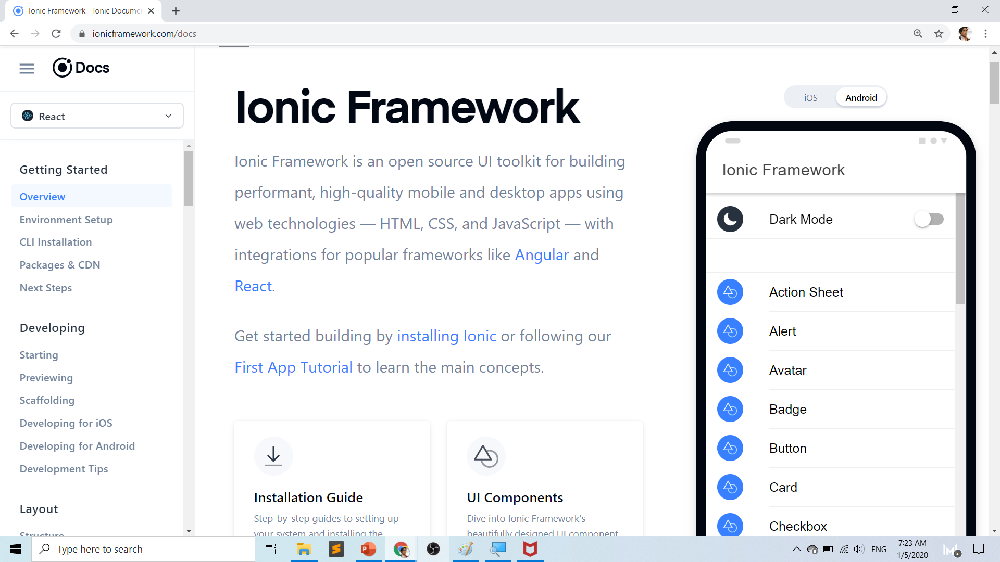 Ionic Framework - Ionic Documen
ionicframework.com/docs
Docs
React
Getting Started
Overview
Environment Setup
CLI Installation
Packages & CDN
Next Steps
Developing
Starting
Previewing
Scaffolding
Developing for iOS
Developing for Android
Development Tips
Layout
Structure
Ionic Framework
Ionic Framework is an open source UI toolkit for building
performant, high-quality mobile and desktop apps using
web technologies — HTML, CSS, and JavaScript — with
integrations for popular frameworks like Angular and
React.
Get started building by installing Ionic or following our
First App Tutorial to learn the main concepts.
Installation Guide
Step-by-step guides to setting up
your system and installing the
UI Components
Dive into Ionic Framework's
beautifully designed UI component
iOS
Android
Ionic Framework
Dark Mode
Action Sheet
Alert
Avatar
Badge
Button
Card
Checkbox
Type here to search
ENG
7:23 AM
1/5/2020
2